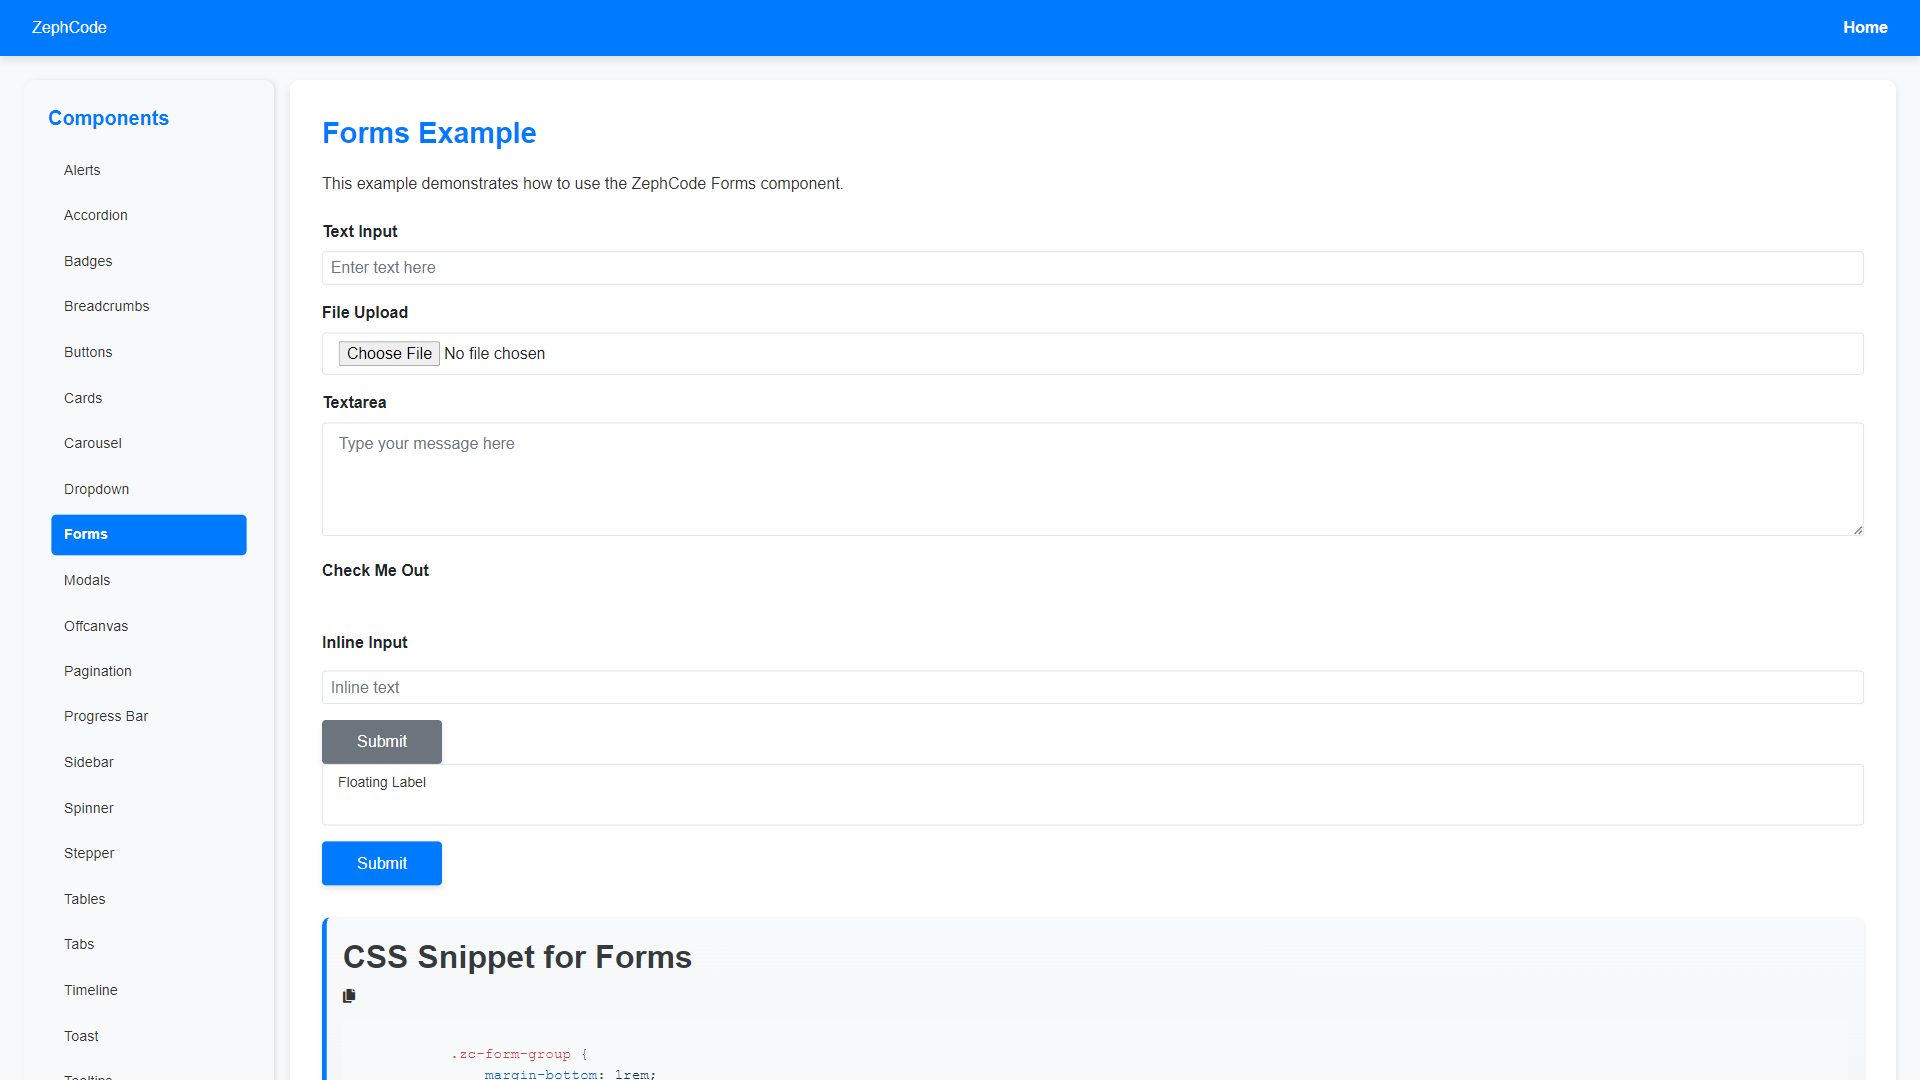 ZephCode
Home
Components
Alerts
Accordion
Badges
Breadcrumbs
Buttons
Cards
Carousel
Dropdown
Forms
Modals
Offcanvas
Pagination
Progress Bar
Sidebar
Spinner
Stepper
Tables
Tabs
Timeline
Toast
Tooltips
Forms Example
This example demonstrates how to use the ZephCode Forms component.
Text Input
Enter text here
File Upload
Choose File No file chosen
Textarea
Type your message here
Check Me Out
Inline Input
Inline text
Submit
Floating Label
Submit
CSS Snippet for Forms
.zc-form-group {
margin-bottom: 1rem;